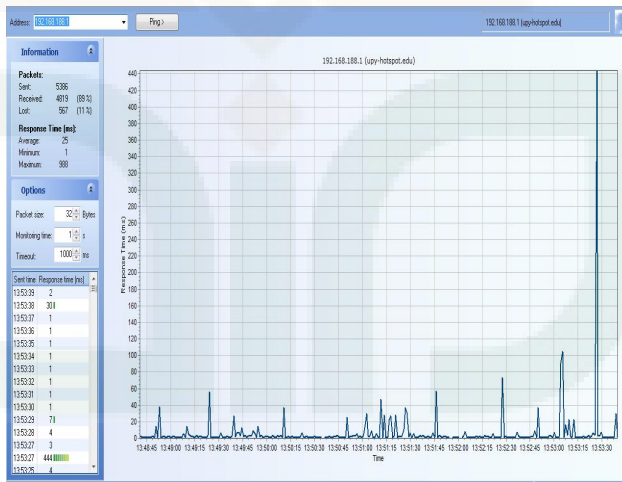 Address: 192.168.188.1 Ping >
192.168.188.1 (upy-hotspot.edu)
Information
Packets:
Sent: 5386
Received: 4819 (89 %)
Lost: 567 (11 %)
Response Time (ms):
Average: 25
Minimum: 1
Maximum: 988
Options
Packet size: 32 Bytes
Monitoring time: 1 s
Timeout: 1000 ms
Sent time Response time (ms)
13:53:39 2
13:53:38 30
13:53:37 1
13:53:36 1
13:53:35 1
13:53:34 1
13:53:33 1
13:53:32 1
13:53:31 1
13:53:30 1
13:53:29 7
13:53:28 4
13:53:27 3
13:53:27 444
13:53:25 4
192.168.188.1 (upy-hotspot.edu)
Response Time (ms)
440
420
400
380
360
340
320
300
280
260
240
220
200
180
160
140
120
100
80
60
40
20
0
13:48:45 13:49:00 13:49:15 13:49:30 13:49:45 13:50:00 13:50:15 13:50:30 13:50:45 13:51:00 13:51:15 13:51:30 13:51:45 13:52:00 13:52:15 13:52:30 13:52:45 13:53:00 13:53:15 13:53:30
Time